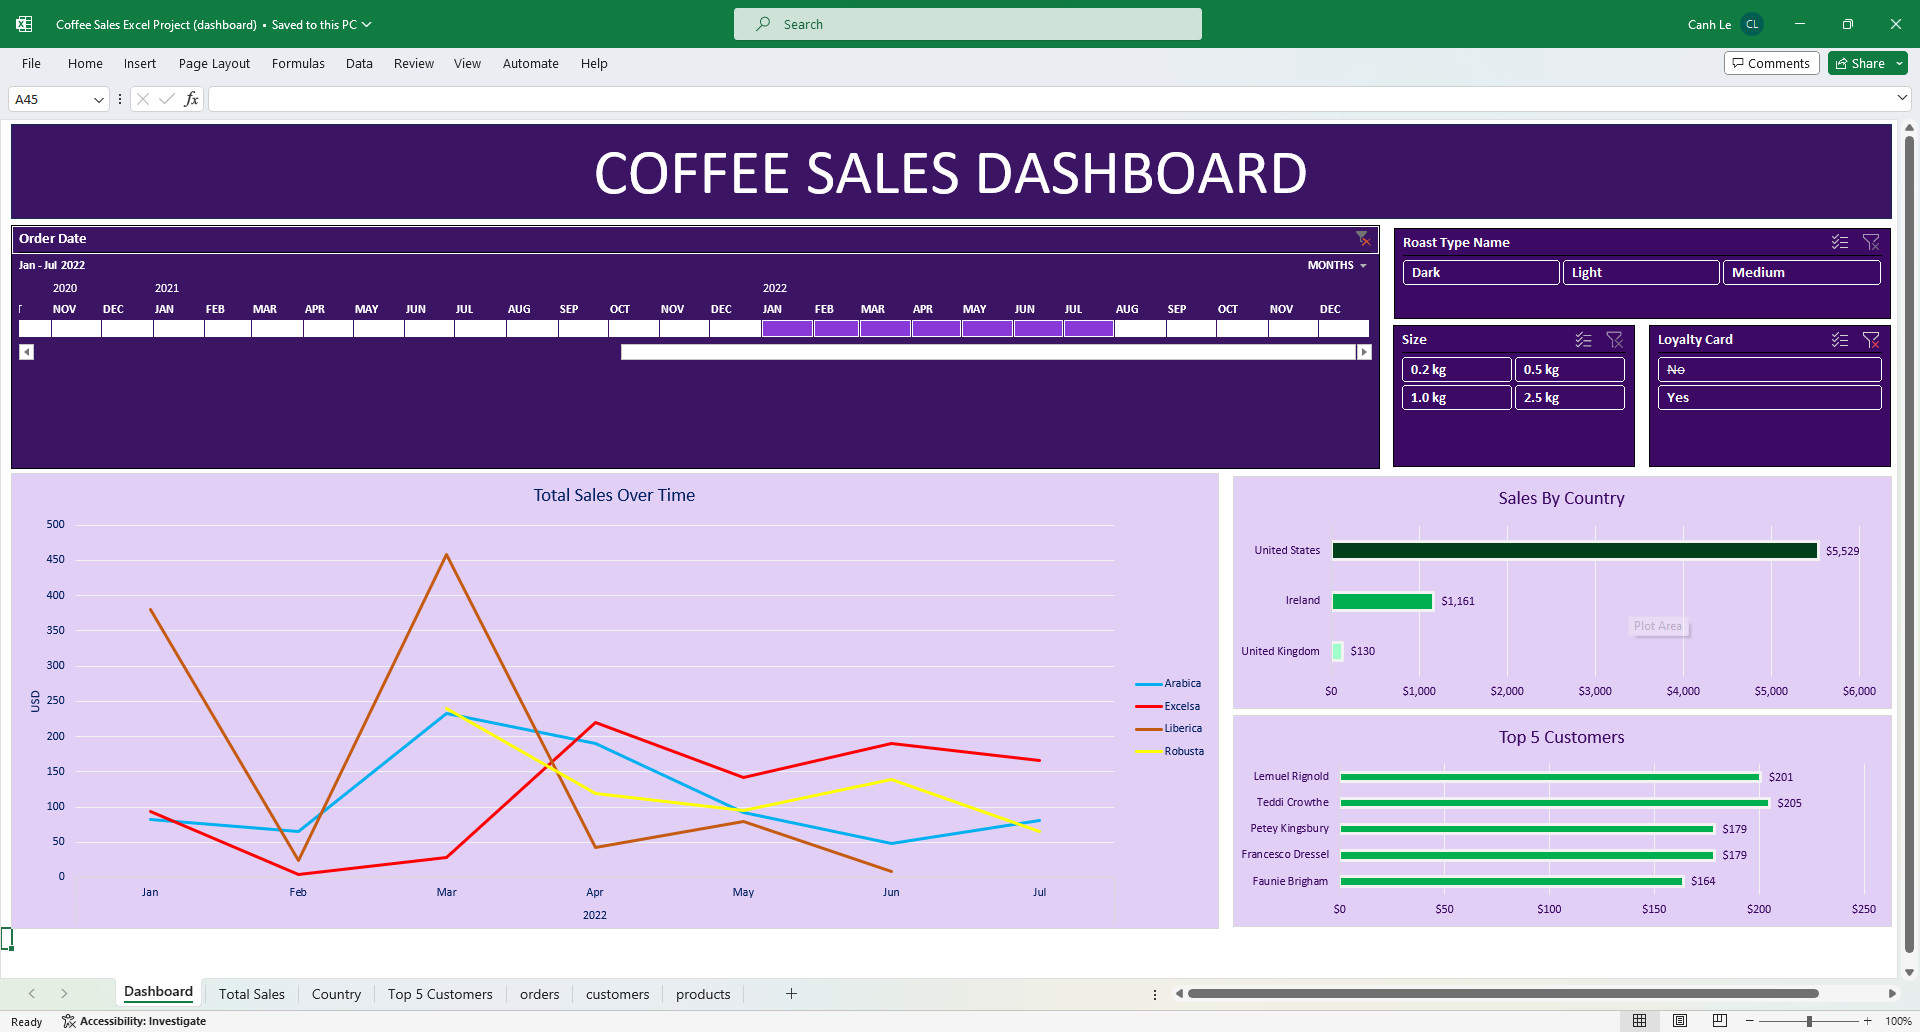 Coffee Sales Excel Project (dashboard) • Saved to this PC
Search
Canh Le CL
File Home Insert Page Layout Formulas Data Review View Automate Help
Comments Share
A45 fx
COFFEE SALES DASHBOARD
Order Date
Jan - Jul 2022 MONTHS
2020 2021 2022
NOV DEC JAN FEB MAR APR MAY JUN JUL AUG SEP OCT NOV DEC JAN FEB MAR APR MAY JUN JUL AUG SEP OCT NOV DEC
Roast Type Name
Dark Light Medium
Size
0.2 kg 0.5 kg
1.0 kg 2.5 kg
Loyalty Card
No
Yes
Total Sales Over Time
500
450
400
350
300
250
200
150
100
50
0
USD
Jan Feb Mar Apr May Jun Jul
2022
Arabica
Excelsa
Liberica
Robusta
Sales By Country
United States $5,529
Ireland $1,161
Plot Area
United Kingdom $130
$0 $1,000 $2,000 $3,000 $4,000 $5,000 $6,000
Top 5 Customers
Lemuel Rignold $201
Teddi Crowthe $205
Petey Kingsbury $179
Francesco Dressel $179
Faunie Brigham $164
$0 $50 $100 $150 $200 $250
Dashboard Total Sales Country Top 5 Customers orders customers products
Ready Accessibility: Investigate
100%